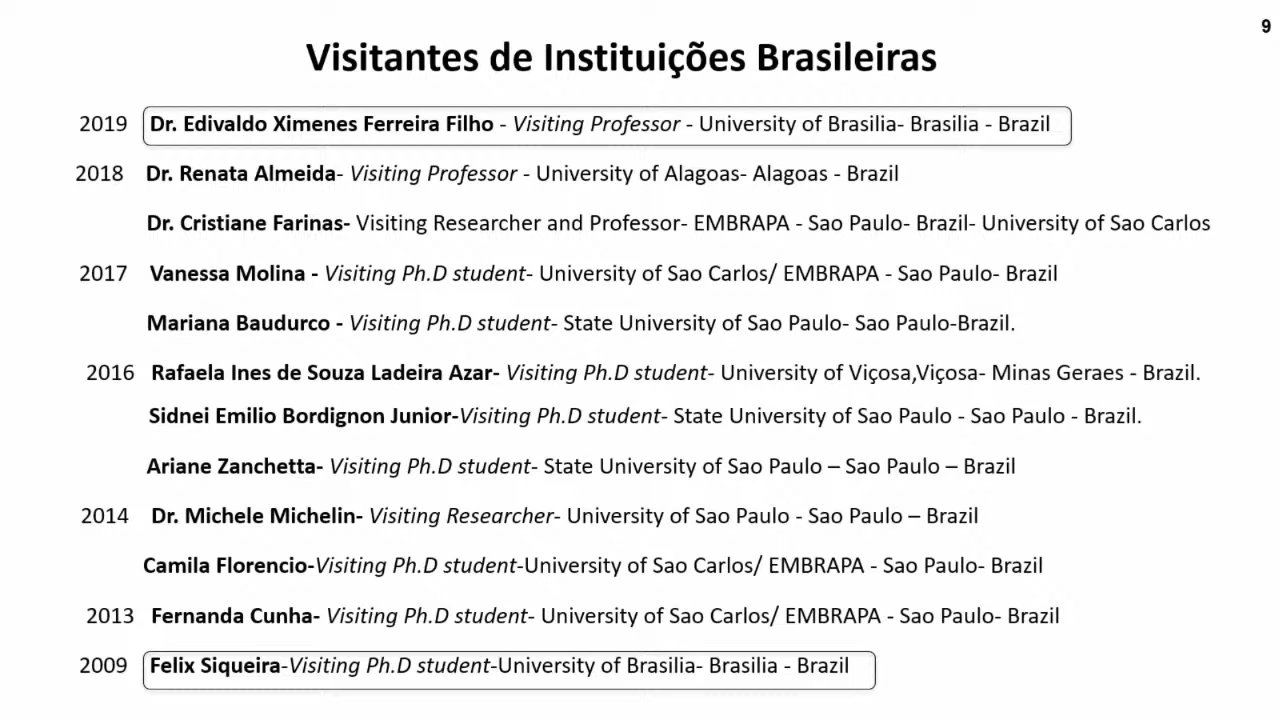 9
Visitantes de Instituições Brasileiras
2019 Dr. Edivaldo Ximenes Ferreira Filho - Visiting Professor - University of Brasilia- Brasilia - Brazil
2018 Dr. Renata Almeida- Visiting Professor - University of Alagoas- Alagoas - Brazil
Dr. Cristiane Farinas- Visiting Researcher and Professor- EMBRAPA - Sao Paulo- Brazil- University of Sao Carlos
2017 Vanessa Molina - Visiting Ph.D student- University of Sao Carlos/ EMBRAPA - Sao Paulo- Brazil
Mariana Baudurco - Visiting Ph.D student- State University of Sao Paulo- Sao Paulo-Brazil.
2016 Rafaela Ines de Souza Ladeira Azar- Visiting Ph.D student- University of Viçosa,Viçosa- Minas Geraes - Brazil.
Sidnei Emilio Bordignon Junior-Visiting Ph.D student- State University of Sao Paulo - Sao Paulo - Brazil.
Ariane Zanchetta- Visiting Ph.D student- State University of Sao Paulo – Sao Paulo – Brazil
2014 Dr. Michele Michelin- Visiting Researcher- University of Sao Paulo - Sao Paulo – Brazil
Camila Florencio-Visiting Ph.D student-University of Sao Carlos/ EMBRAPA - Sao Paulo- Brazil
2013 Fernanda Cunha- Visiting Ph.D student- University of Sao Carlos/ EMBRAPA - Sao Paulo- Brazil
2009 Felix Siqueira-Visiting Ph.D student-University of Brasilia- Brasilia - Brazil